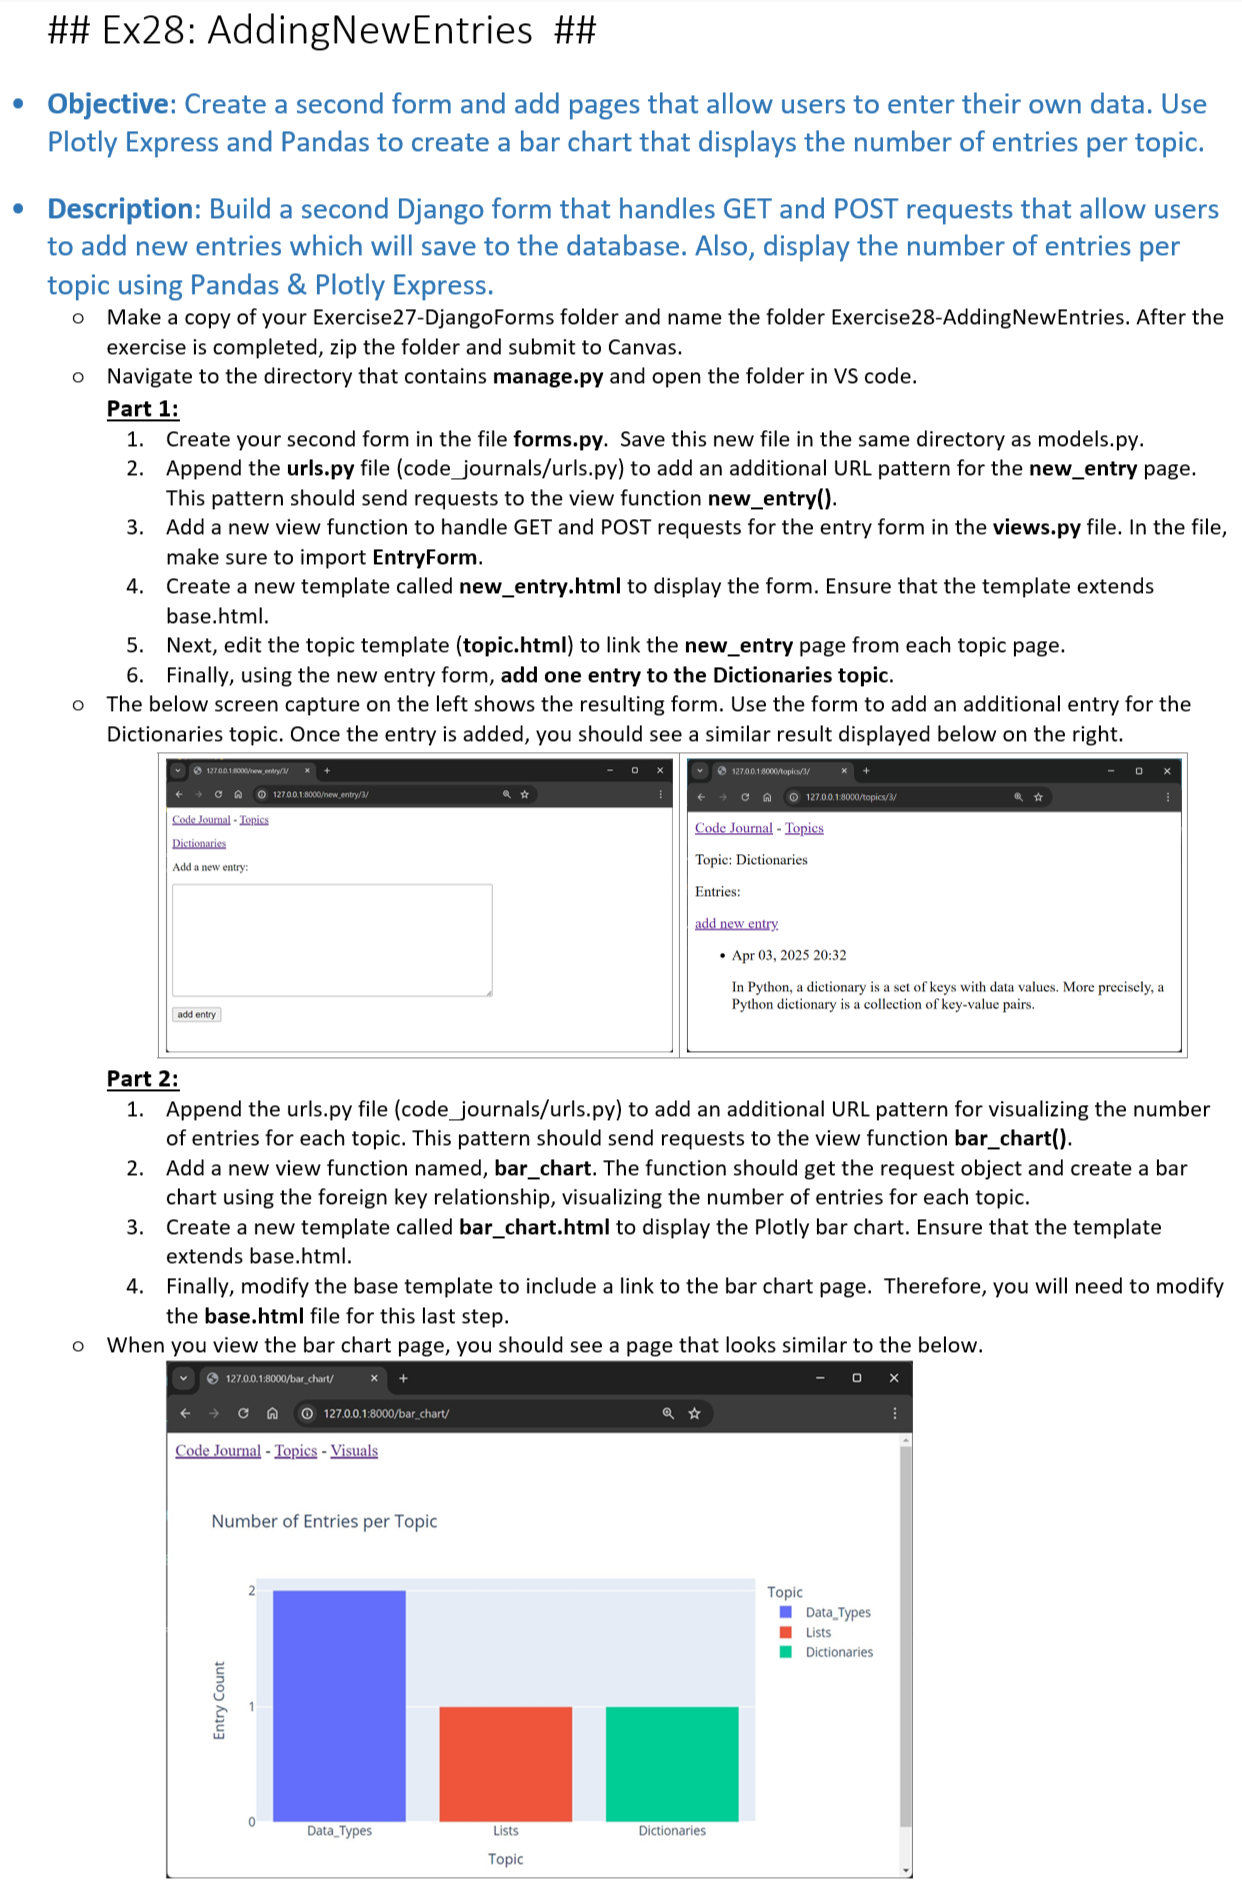 ## Ex28: AddingNewEntries ##
• Objective: Create a second form and add pages that allow users to enter their own data. Use
Plotly Express and Pandas to create a bar chart that displays the number of entries per topic.
• Description: Build a second Django form that handles GET and POST requests that allow users
to add new entries which will save to the database. Also, display the number of entries per
topic using Pandas & Plotly Express.
o Make a copy of your Exercise27-DjangoForms folder and name the folder Exercise28-AddingNewEntries. After the
exercise is completed, zip the folder and submit to Canvas.
o Navigate to the directory that contains manage.py and open the folder in VS code.
Part 1:
1. Create your second form in the file forms.py. Save this new file in the same directory as models.py.
2. Append the urls.py file (code_journals/urls.py) to add an additional URL pattern for the new_entry page.
This pattern should send requests to the view function new_entry().
3. Add a new view function to handle GET and POST requests for the entry form in the views.py file. In the file,
make sure to import EntryForm.
4. Create a new template called new_entry.html to display the form. Ensure that the template extends
base.html.
5. Next, edit the topic template (topic.html) to link the new_entry page from each topic page.
6. Finally, using the new entry form, add one entry to the Dictionaries topic.
o The below screen capture on the left shows the resulting form. Use the form to add an additional entry for the
Dictionaries topic. Once the entry is added, you should see a similar result displayed below on the right.
127.0.0.1:8000/new_entry/3/
127.0.0.1:8000/new_entry/3/
Code Journal - Topics
Dictionaries
Add a new entry:
add entry
127.0.0.1:8000/topics/3/
127.0.0.1:8000/topics/3/
Code Journal - Topics
Topic: Dictionaries
Entries:
add new entry
• Apr 03, 2025 20:32
In Python, a dictionary is a set of keys with data values. More precisely, a
Python dictionary is a collection of key-value pairs.
Part 2:
1. Append the urls.py file (code_journals/urls.py) to add an additional URL pattern for visualizing the number
of entries for each topic. This pattern should send requests to the view function bar_chart().
2. Add a new view function named, bar_chart. The function should get the request object and create a bar
chart using the foreign key relationship, visualizing the number of entries for each topic.
3. Create a new template called bar_chart.html to display the Plotly bar chart. Ensure that the template
extends base.html.
4. Finally, modify the base template to include a link to the bar chart page. Therefore, you will need to modify
the base.html file for this last step.
o When you view the bar chart page, you should see a page that looks similar to the below.
127.0.0.1:8000/bar_chart/
127.0.0.1:8000/bar_chart/
Code Journal - Topics - Visuals
Number of Entries per Topic
2
1
0
Entry Count
Data_Types
Lists
Dictionaries
Topic
Topic
Data_Types
Lists
Dictionaries